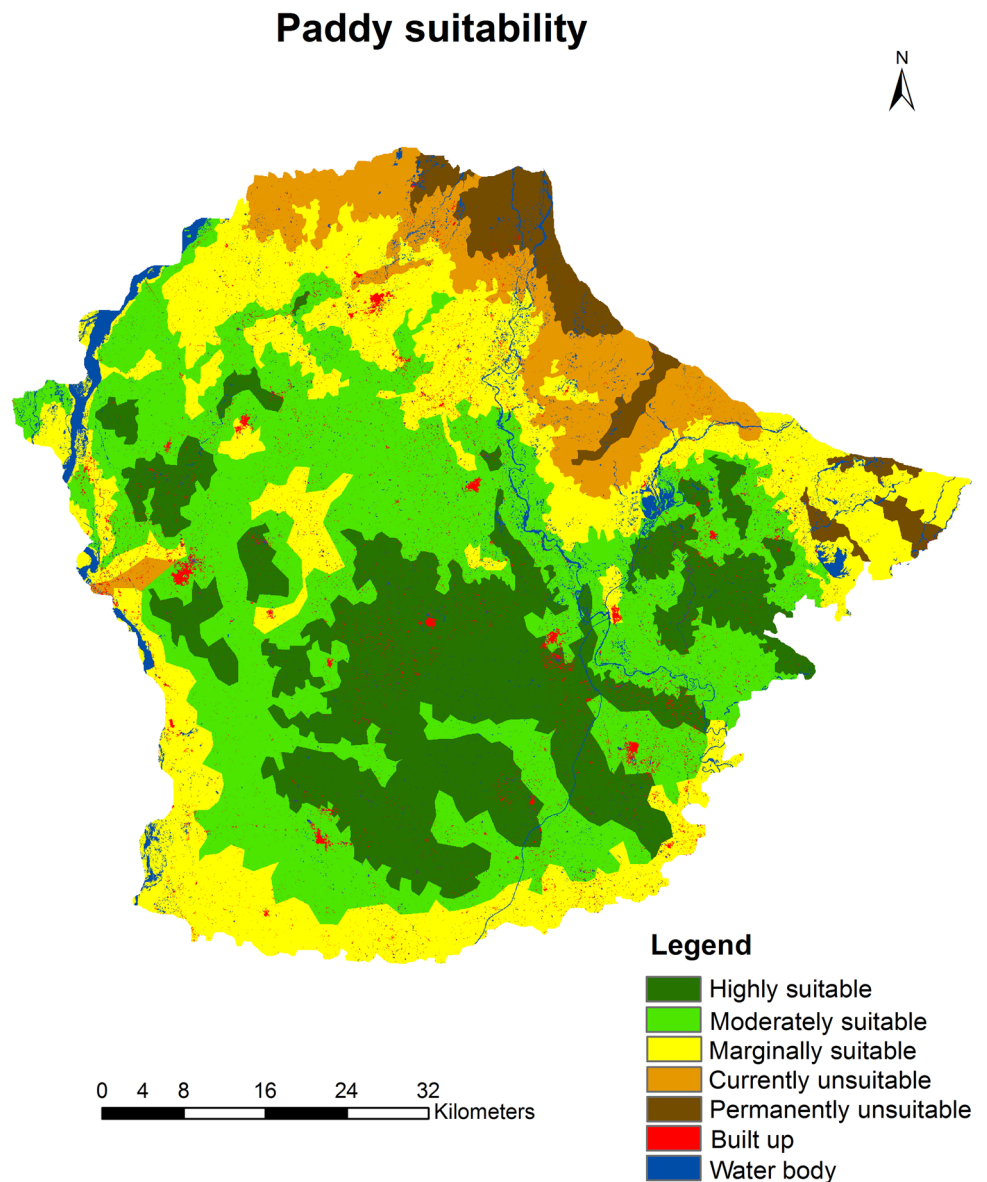 Paddy suitability
N
Legend
Highly suitable
Moderately suitable
Marginally suitable
Currently unsuitable
Permanently unsuitable
Built up
Water body
0 4 8 16 24 32
Kilometers